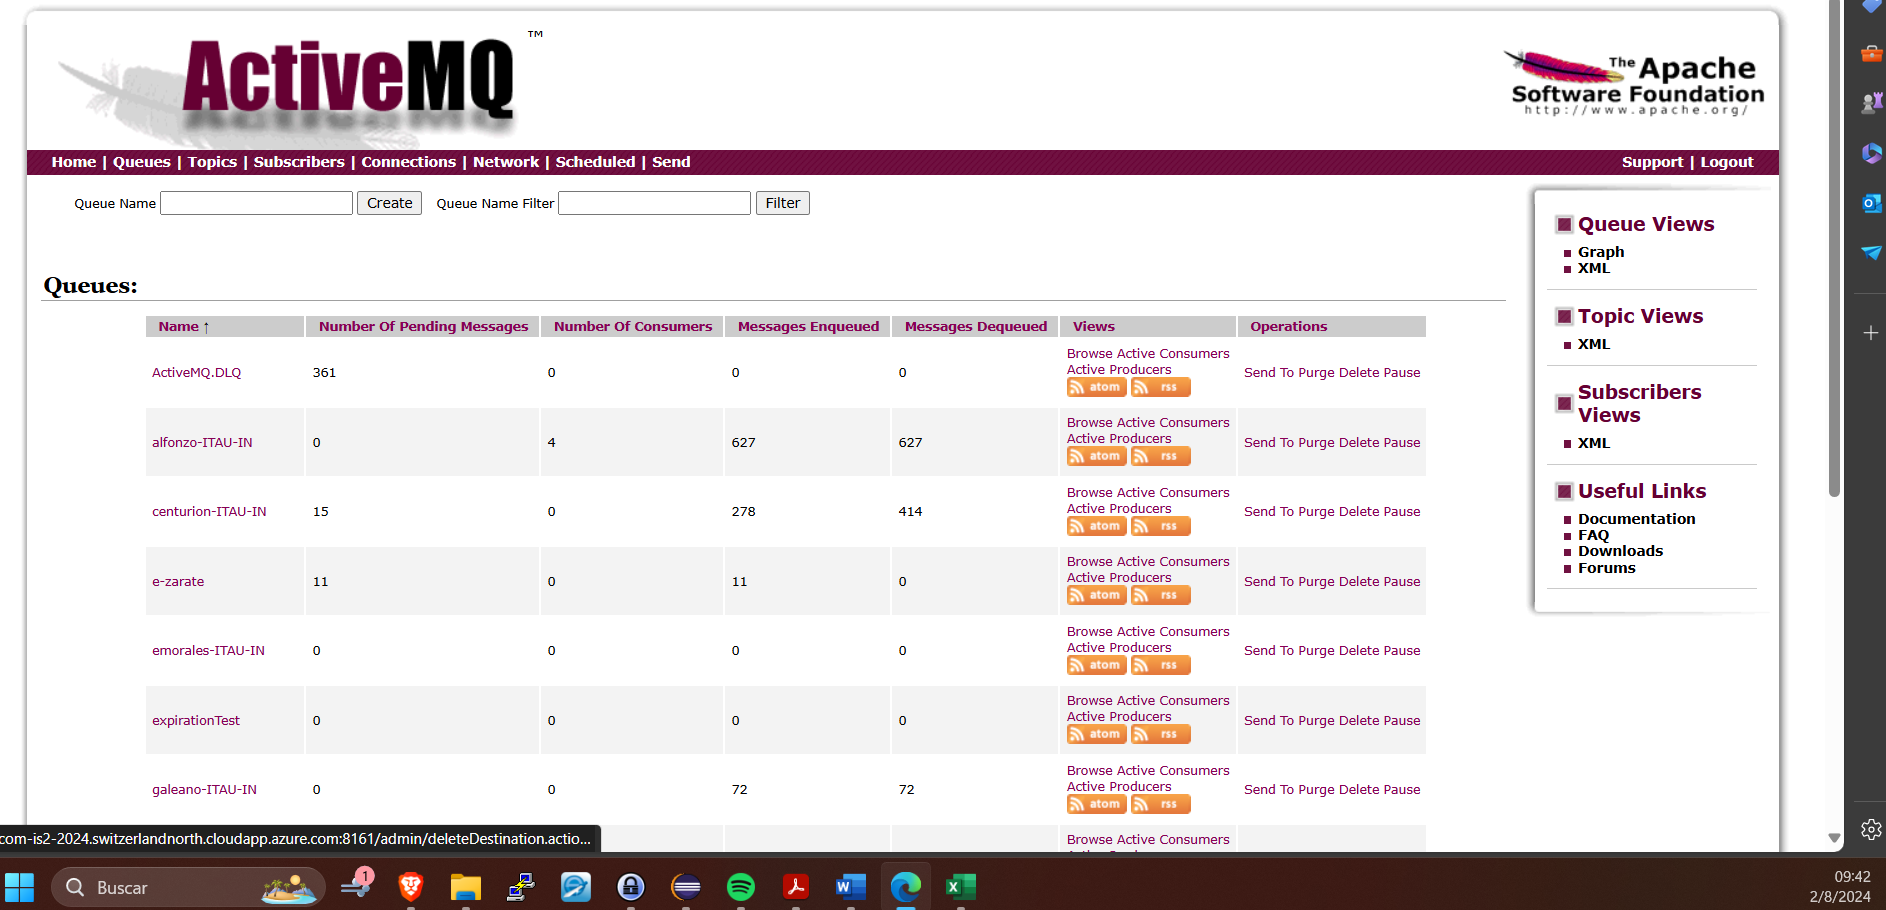 ActiveMQ™
The Apache
Software Foundation
http://www.apache.org/
Home | Queues | Topics | Subscribers | Connections | Network | Scheduled | Send
Support | Logout
Queue Name Create Queue Name Filter Filter
Queues:
Name ↑ Number Of Pending Messages Number Of Consumers Messages Enqueued Messages Dequeued Views Operations
ActiveMQ.DLQ 361 0 0 0 Browse Active Consumers
Active Producers
atom rss
Send To Purge Delete Pause
alfonzo-ITAU-IN 0 4 627 627 Browse Active Consumers
Active Producers
atom rss
Send To Purge Delete Pause
centurion-ITAU-IN 15 0 278 414 Browse Active Consumers
Active Producers
atom rss
Send To Purge Delete Pause
e-zarate 11 0 11 0 Browse Active Consumers
Active Producers
atom rss
Send To Purge Delete Pause
emorales-ITAU-IN 0 0 0 0 Browse Active Consumers
Active Producers
atom rss
Send To Purge Delete Pause
expirationTest 0 0 0 0 Browse Active Consumers
Active Producers
atom rss
Send To Purge Delete Pause
galeano-ITAU-IN 0 0 72 72 Browse Active Consumers
Active Producers
atom rss
Send To Purge Delete Pause
Browse Active Consumers
Queue Views
Graph
XML
Topic Views
XML
Subscribers
Views
XML
Useful Links
Documentation
FAQ
Downloads
Forums
com-is2-2024.switzerlandnorth.cloudapp.azure.com:8161/admin/deleteDestination.actio...
Buscar
1
09:42
2/8/2024